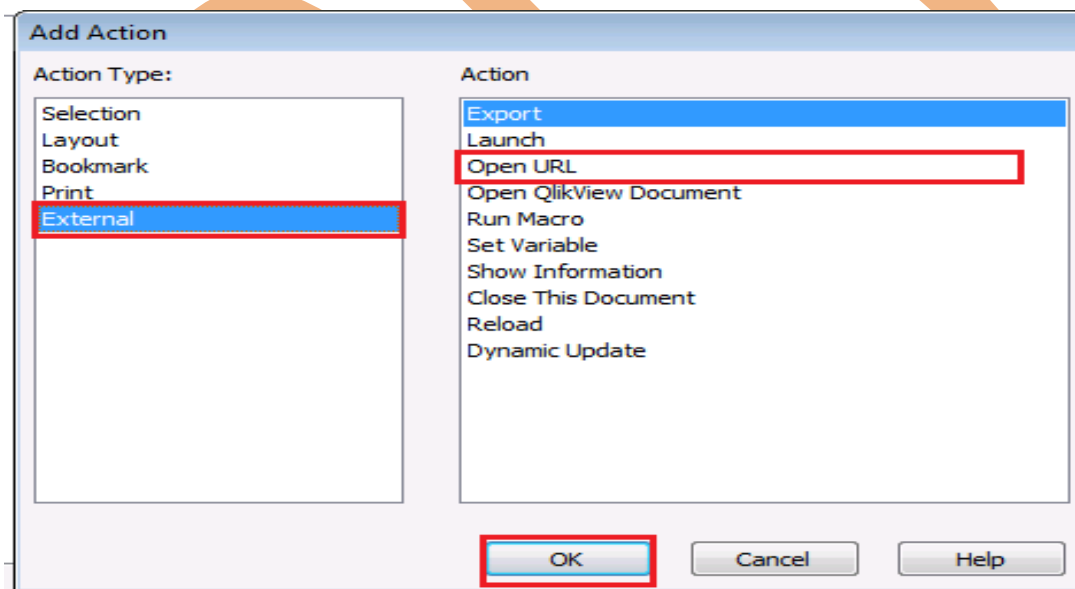 Add Action
Action Type:
Selection
Layout
Bookmark
Print
External
Action
Export
Launch
Open URL
Open QlikView Document
Run Macro
Set Variable
Show Information
Close This Document
Reload
Dynamic Update
OK
Cancel
Help